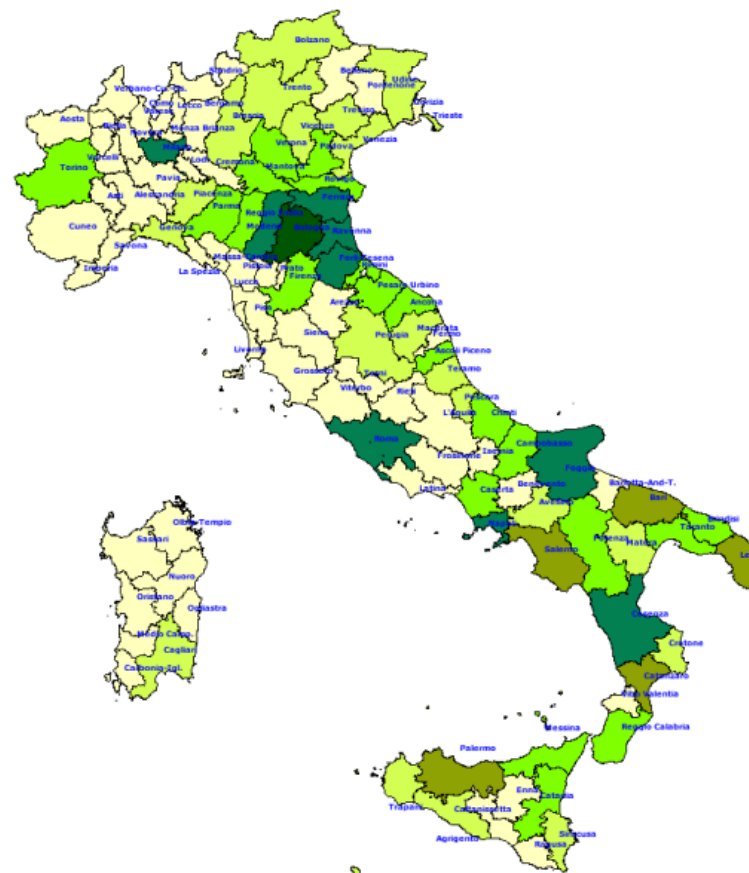 Bolzano
Sondrio
Belluno
Udine
Pordenone
Verbano-Cu.-Os.
Trento
Como
Lecco
Bergamo
Gorizia
Aosta
Treviso
Trieste
Brescia
Vicenza
Monza Brianza
Venezia
Milano
Verona
Padova
Torino
Vercelli
Lodi
Cremona
Mantova
Pavia
Rovigo
Asti
Alessandria
Piacenza
Ferrara
Parma
Reggio Emilia
Cuneo
Genova
Modena
Bologna
Ravenna
Savona
Imperia
La Spezia
Massa-Carrara
Forlì-Cesena
Pistoia
Prato
Rimini
Lucca
Firenze
Pesaro Urbino
Pisa
Arezzo
Ancona
Siena
Perugia
Macerata
Fermo
Livorno
Ascoli Piceno
Grosseto
Terni
Teramo
Viterbo
Rieti
Pescara
L'Aquila
Chieti
Roma
Campobasso
Frosinone
Isernia
Foggia
Latina
Caserta
Benevento
Barletta-And-T.
Avellino
Bari
Napoli
Brindisi
Taranto
Olbia-Tempio
Sassari
Salerno
Potenza
Matera
Le
Nuoro
Oristano
Ogliastra
Cosenza
Medio Camp.
Cagliari
Crotone
Carbonia-Igl.
Catanzaro
Vibo Valentia
Messina
Reggio Calabria
Palermo
Enna
Catania
Trapani
Caltanissetta
Agrigento
Siracusa
Ragusa